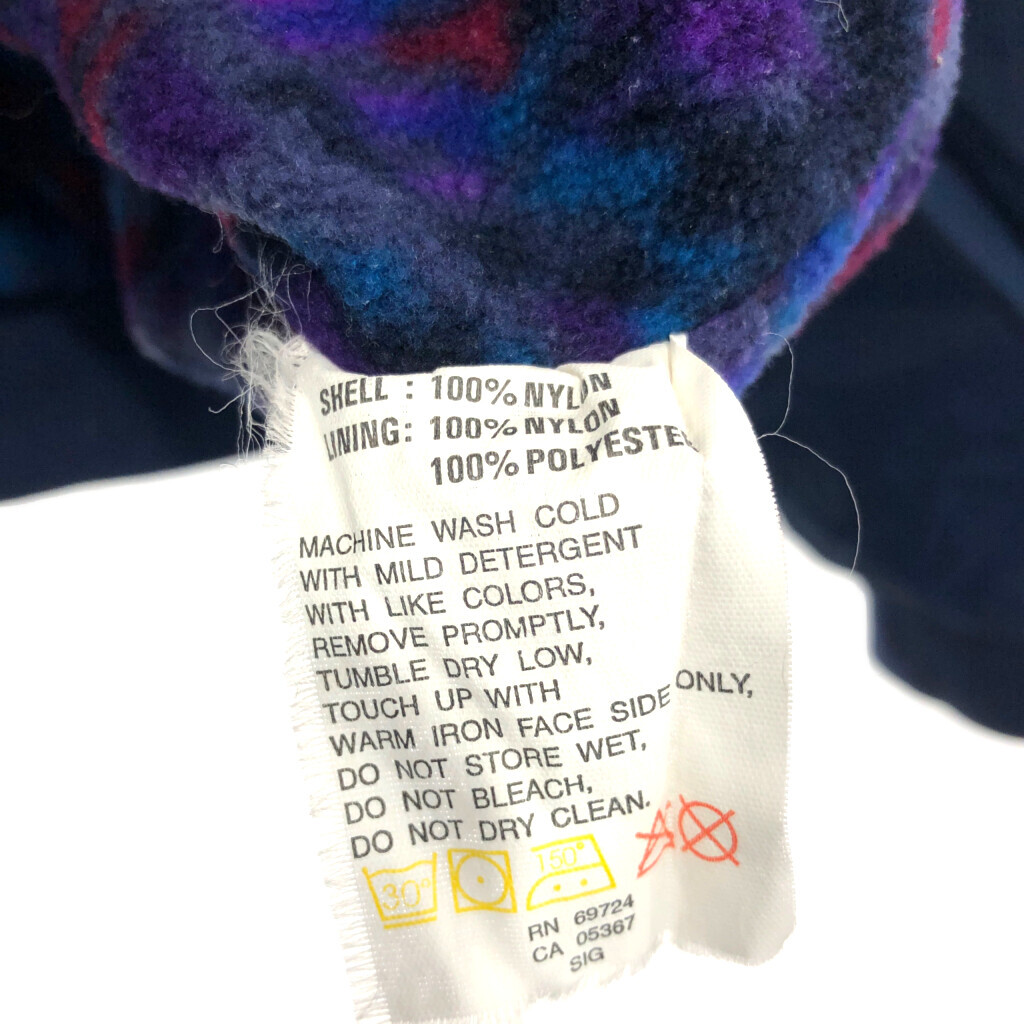 SHELL : 100% NYLON
LINING: 100% NYLON
100% POLYESTER
MACHINE WASH COLD
WITH MILD DETERGENT
WITH LIKE COLORS,
REMOVE PROMPTLY,
TUMBLE DRY LOW,
TOUCH UP WITH
WARM IRON FACE SIDE ONLY,
DO NOT STORE WET,
DO NOT BLEACH,
DO NOT DRY CLEAN.
30° 150°
RN 69724
CA 05367
SIG